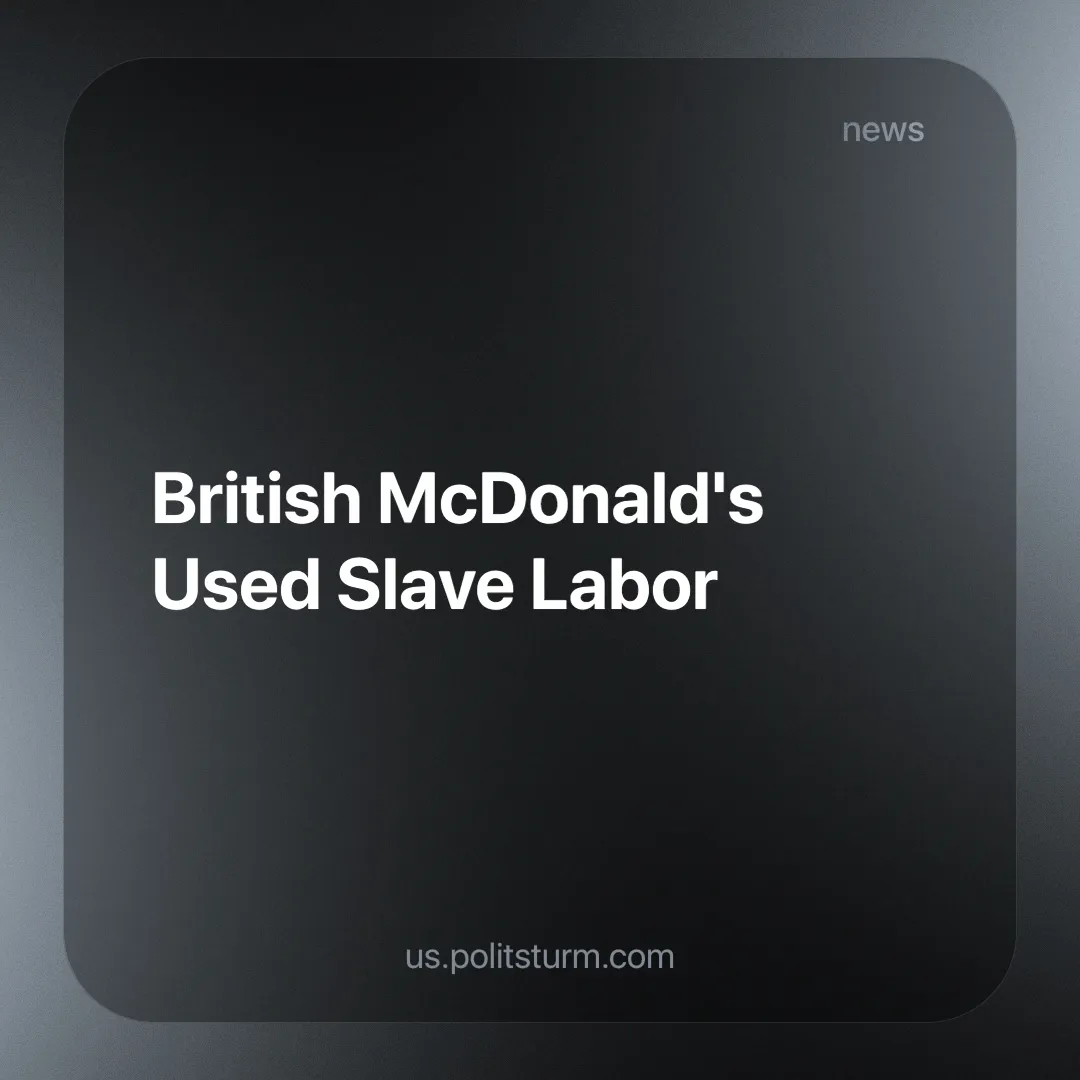 news
British McDonald's
Used Slave Labor
us.politsturm.com